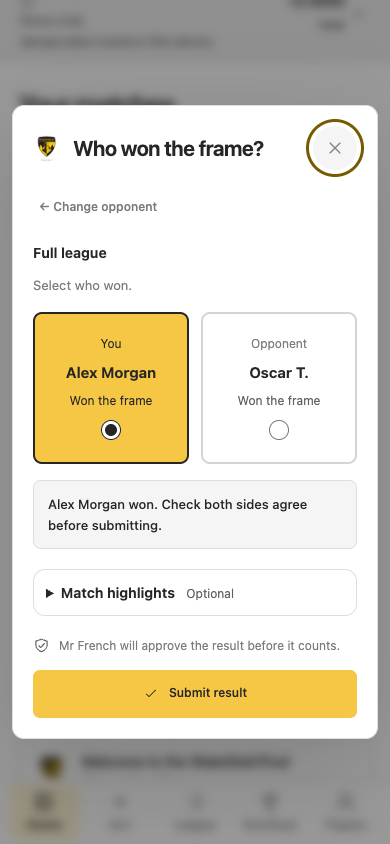 Who won the frame?
← Change opponent
Full league
Select who won.
You
Alex Morgan
Won the frame
Opponent
Oscar T.
Won the frame
Alex Morgan won. Check both sides agree
before submitting.
Match highlights Optional
Mr French will approve the result before it counts.
Submit result